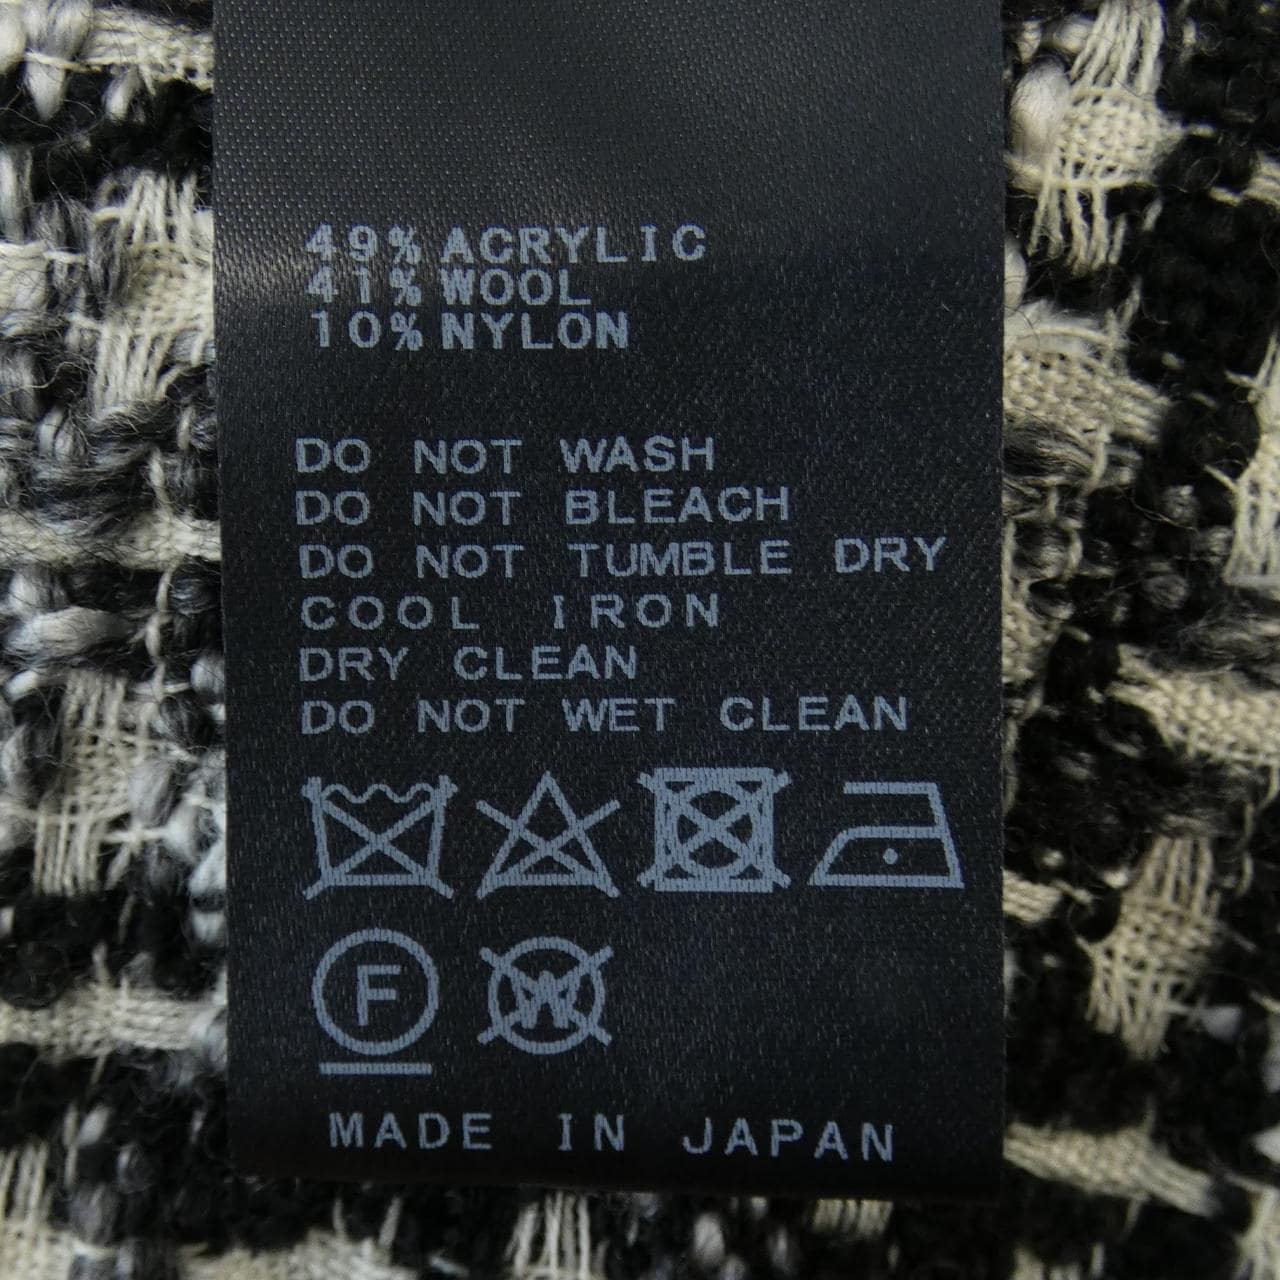 49% ACRYLIC
41% WOOL
10% NYLON
DO NOT WASH
DO NOT BLEACH
DO NOT TUMBLE DRY
COOL IRON
DRY CLEAN
DO NOT WET CLEAN
F W
MADE IN JAPAN